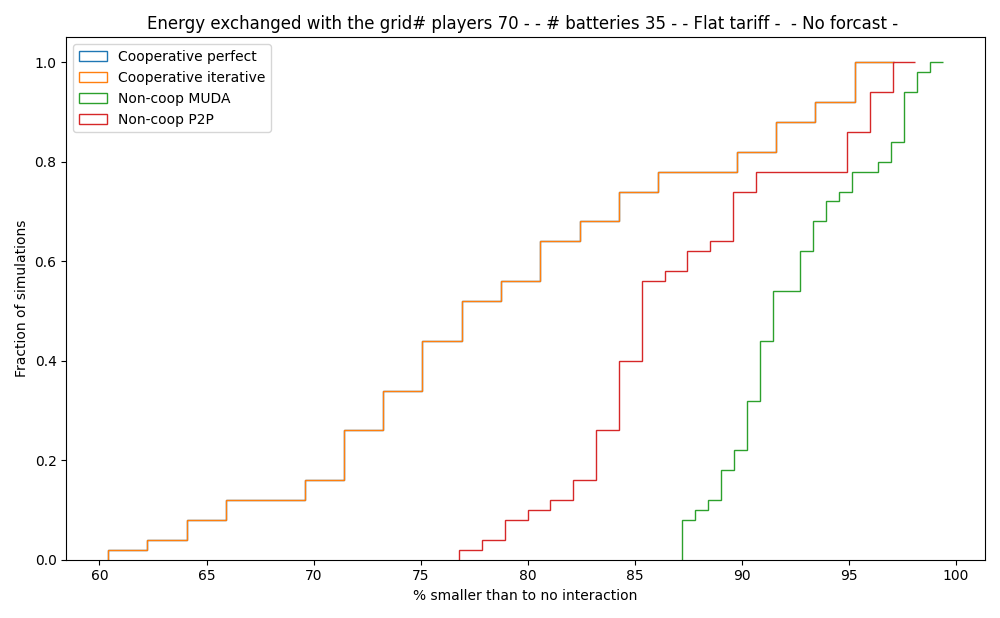 Energy exchanged with the grid# players 70 - - # batteries 35 - - Flat tariff -  - No forcast -
Cooperative perfect
Cooperative iterative
Non-coop MUDA
Non-coop P2P
1.0
0.8
0.6
0.4
0.2
0.0
Fraction of simulations
60 65 70 75 80 85 90 95 100
% smaller than to no interaction